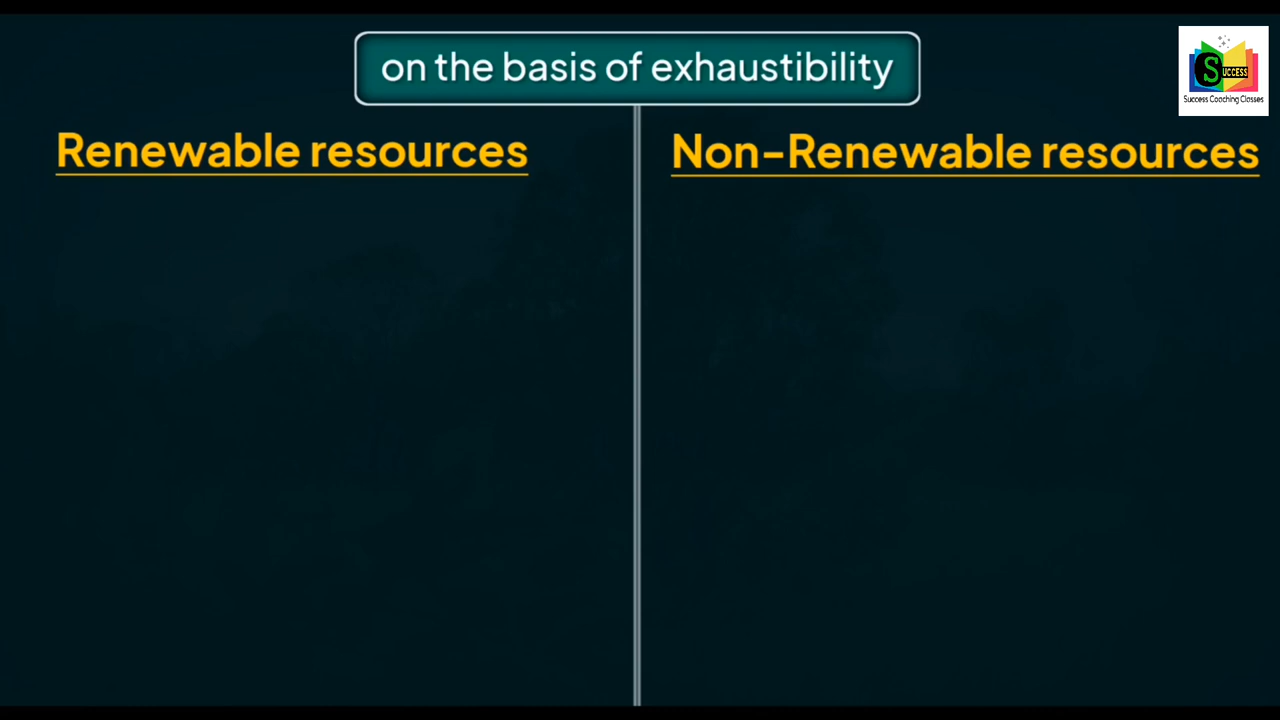 on the basis of exhaustibility
Renewable resources
Non-Renewable resources
SUCCESS
Success Coaching Classes